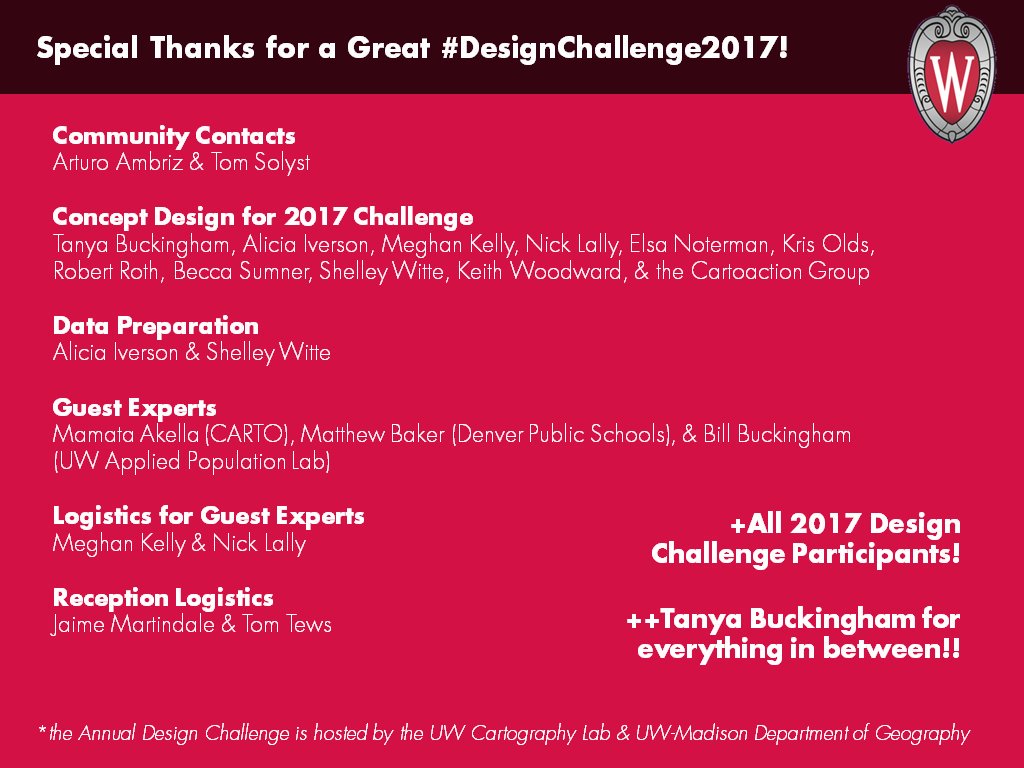 Special Thanks for a Great #DesignChallenge2017!
W
Community Contacts
Arturo Ambriz & Tom Solyst
Concept Design for 2017 Challenge
Tanya Buckingham, Alicia Iverson, Meghan Kelly, Nick Lally, Elsa Noterman, Kris Olds,
Robert Roth, Becca Sumner, Shelley Witte, Keith Woodward, & the Cartoaction Group
Data Preparation
Alicia Iverson & Shelley Witte
Guest Experts
Mamata Akella (CARTO), Matthew Baker (Denver Public Schools), & Bill Buckingham
(UW Applied Population Lab)
Logistics for Guest Experts
Meghan Kelly & Nick Lally
Reception Logistics
Jaime Martindale & Tom Tews
+All 2017 Design
Challenge Participants!
++Tanya Buckingham for
everything in between!!
*the Annual Design Challenge is hosted by the UW Cartography Lab & UW-Madison Department of Geography